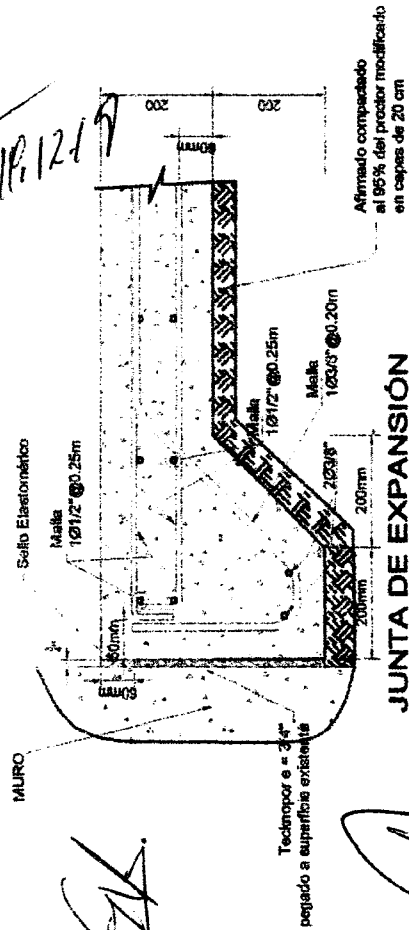 MURO
Sello Elastomérico
Malla
1Ø1/2"@0.25m
60mm
60mm
200
200
80mm
Malla
1Ø1/2"@0.25m
Malla
1Ø3/8"@0.20m
2Ø3/8"
200mm
200mm
Tecknopor e = 3/4"
pegado a superficie existente
Afirmado compactado
al 95% del proctor modificado
en capas de 20 cm
JUNTA DE EXPANSIÓN